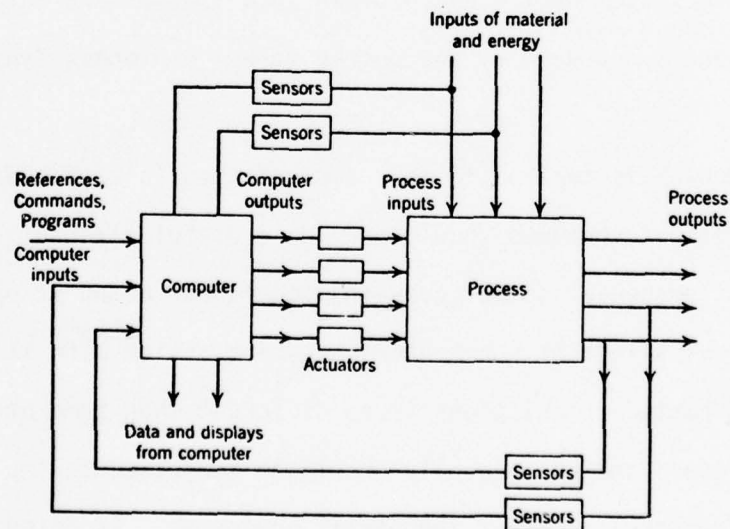 Inputs of material
and energy
Sensors
Sensors
References,
Commands,
Programs
Computer
outputs
Process
inputs
Process
outputs
Computer
inputs
Computer
Process
Actuators
Data and displays
from computer
Sensors
Sensors